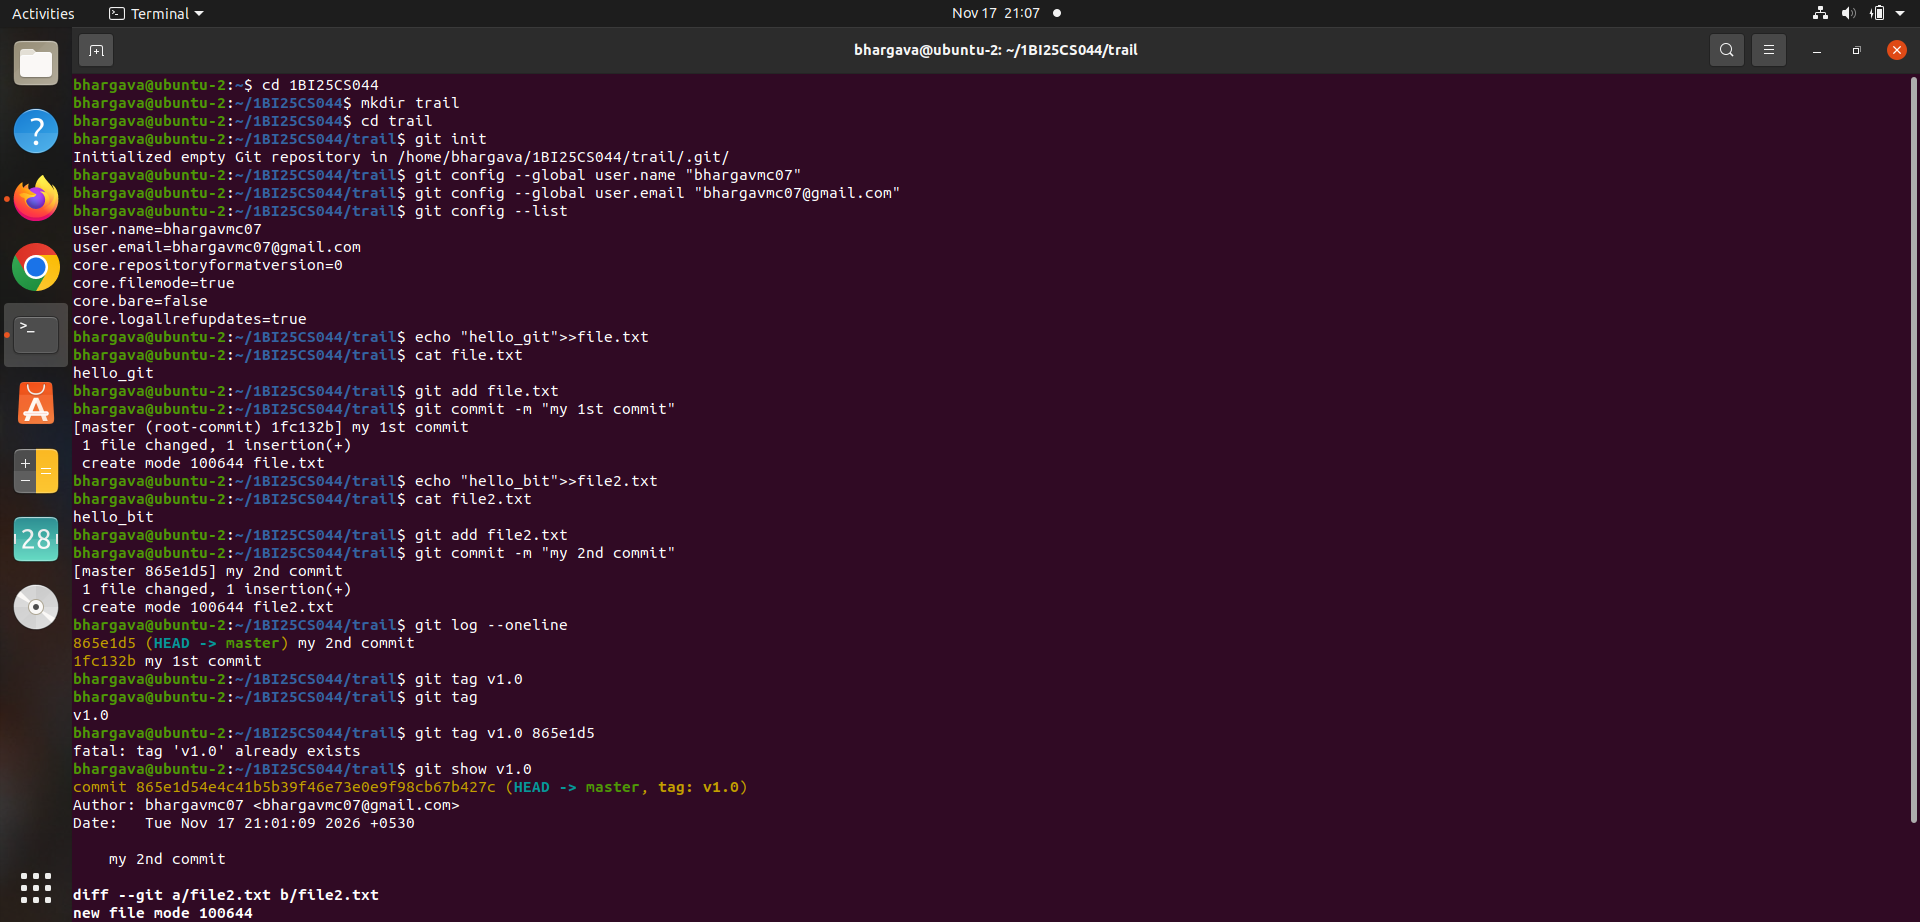 Activities
Terminal
Nov 17 21:07
bhargava@ubuntu-2: ~/1BI25CS044/trail
bhargava@ubuntu-2:~$ cd 1BI25CS044
bhargava@ubuntu-2:~/1BI25CS044$ mkdir trail
bhargava@ubuntu-2:~/1BI25CS044$ cd trail
bhargava@ubuntu-2:~/1BI25CS044/trail$ git init
Initialized empty Git repository in /home/bhargava/1BI25CS044/trail/.git/
bhargava@ubuntu-2:~/1BI25CS044/trail$ git config --global user.name "bhargavmc07"
bhargava@ubuntu-2:~/1BI25CS044/trail$ git config --global user.email "bhargavmc07@gmail.com"
bhargava@ubuntu-2:~/1BI25CS044/trail$ git config --list
user.name=bhargavmc07
user.email=bhargavmc07@gmail.com
core.repositoryformatversion=0
core.filemode=true
core.bare=false
core.logallrefupdates=true
bhargava@ubuntu-2:~/1BI25CS044/trail$ echo "hello_git">>file.txt
bhargava@ubuntu-2:~/1BI25CS044/trail$ cat file.txt
hello_git
bhargava@ubuntu-2:~/1BI25CS044/trail$ git add file.txt
bhargava@ubuntu-2:~/1BI25CS044/trail$ git commit -m "my 1st commit"
[master (root-commit) 1fc132b] my 1st commit
 1 file changed, 1 insertion(+)
 create mode 100644 file.txt
bhargava@ubuntu-2:~/1BI25CS044/trail$ echo "hello_bit">>file2.txt
bhargava@ubuntu-2:~/1BI25CS044/trail$ cat file2.txt
hello_bit
bhargava@ubuntu-2:~/1BI25CS044/trail$ git add file2.txt
bhargava@ubuntu-2:~/1BI25CS044/trail$ git commit -m "my 2nd commit"
[master 865e1d5] my 2nd commit
 1 file changed, 1 insertion(+)
 create mode 100644 file2.txt
bhargava@ubuntu-2:~/1BI25CS044/trail$ git log --oneline
865e1d5 (HEAD -> master) my 2nd commit
1fc132b my 1st commit
bhargava@ubuntu-2:~/1BI25CS044/trail$ git tag v1.0
bhargava@ubuntu-2:~/1BI25CS044/trail$ git tag
v1.0
bhargava@ubuntu-2:~/1BI25CS044/trail$ git tag v1.0 865e1d5
fatal: tag 'v1.0' already exists
bhargava@ubuntu-2:~/1BI25CS044/trail$ git show v1.0
commit 865e1d54e4c41b5b39f46e73e0e9f98cb67b427c (HEAD -> master, tag: v1.0)
Author: bhargavmc07 <bhargavmc07@gmail.com>
Date:   Tue Nov 17 21:01:09 2026 +0530
    my 2nd commit
diff --git a/file2.txt b/file2.txt
new file mode 100644
28